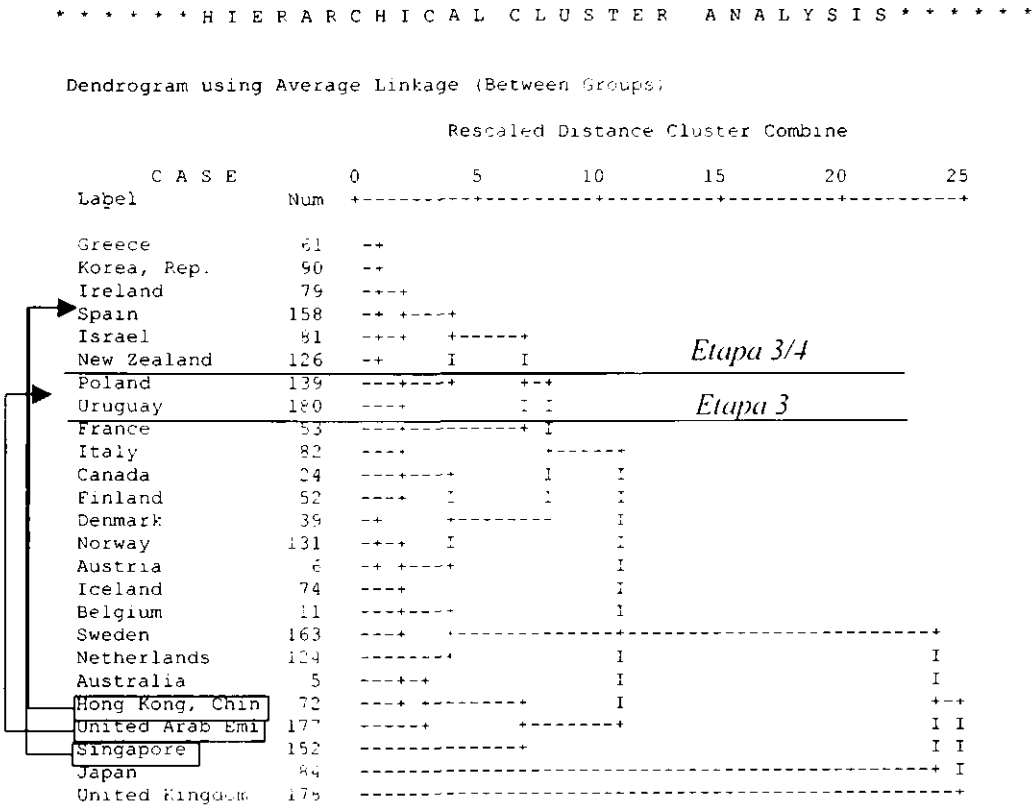 * * * * * * H I E R A R C H I C A L C L U S T E R A N A L Y S I S * * * * * *
Dendrogram using Average Linkage (Between Groups)
Rescaled Distance Cluster Combine
C A S E 0 5 10 15 20 25
Label Num +---------+---------+---------+---------+---------+
Greece 61 -+
Korea, Rep. 90 -+
Ireland 79 -+-+
Spain 158 -+ +---+
Israel 81 -+-+ +-----+
New Zealand 126 -+ I I Etapa 3/4
Poland 139 ---+---+ +-+
Uruguay 180 ---+ I I Etapa 3
France 53 ---+---------+ I
Italy 82 ---+ +-----+
Canada 24 ---+---+ I I
Finland 52 ---+ I I I
Denmark 39 -+ +-------- I
Norway 131 -+-+ I I
Austria 6 -+ +---+ I
Iceland 74 ---+ I
Belgium 11 ---+---+ I
Sweden 163 ---+ +-------------+--------------------------+
Netherlands 124 -------+ I I
Australia 5 ---+-+ I I
Hong Kong, Chin 72 ---+ +-------+ I +-+
United Arab Emi 177 -----+ +-------+ I I
Singapore 152 -------------+ I I
Japan 84 -----------------------------------------------+ I
United Kingdom 178 -------------------------------------------------+